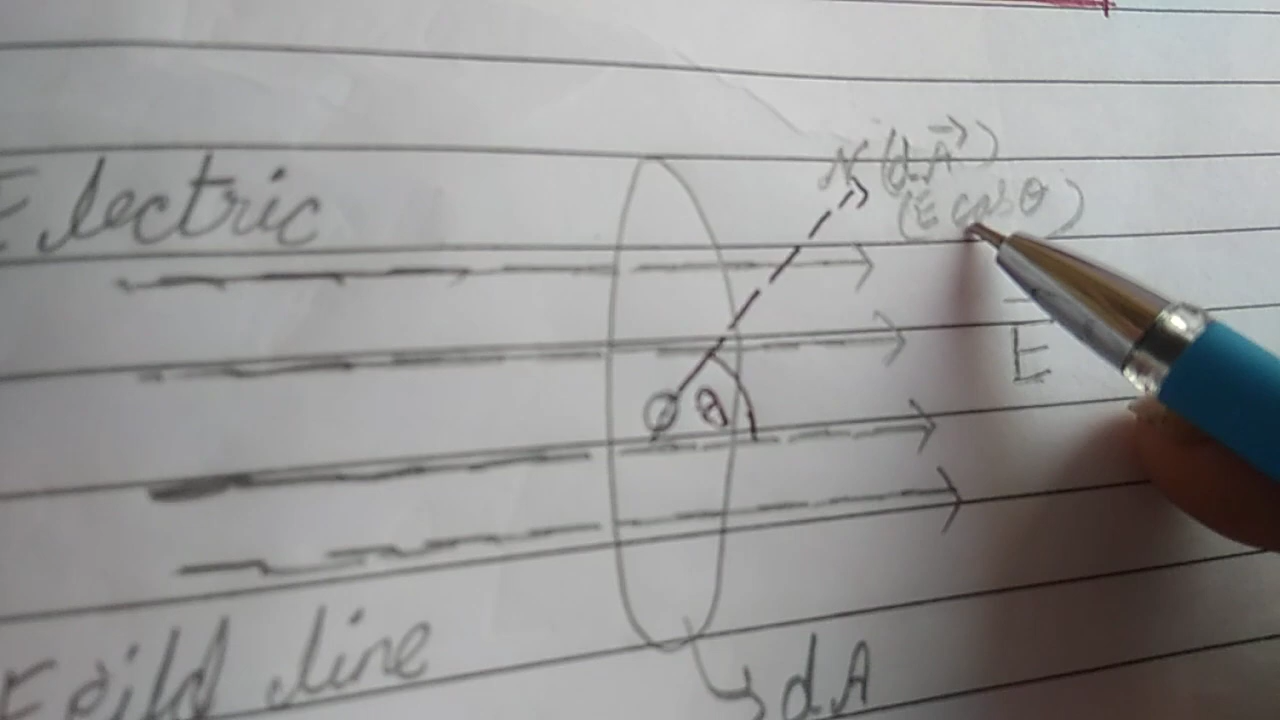 Electric
N (dA⃗)
(E cosθ)
E⃗
θ
Feild line
dA